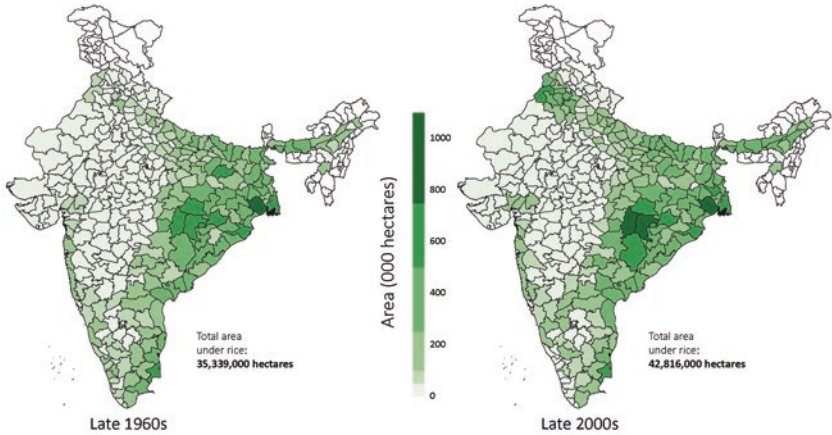 Total area
under rice:
35,339,000 hectares
Late 1960s
Area (000 hectares)
1000
800
600
400
200
0
Total area
under rice:
42,816,000 hectares
Late 2000s